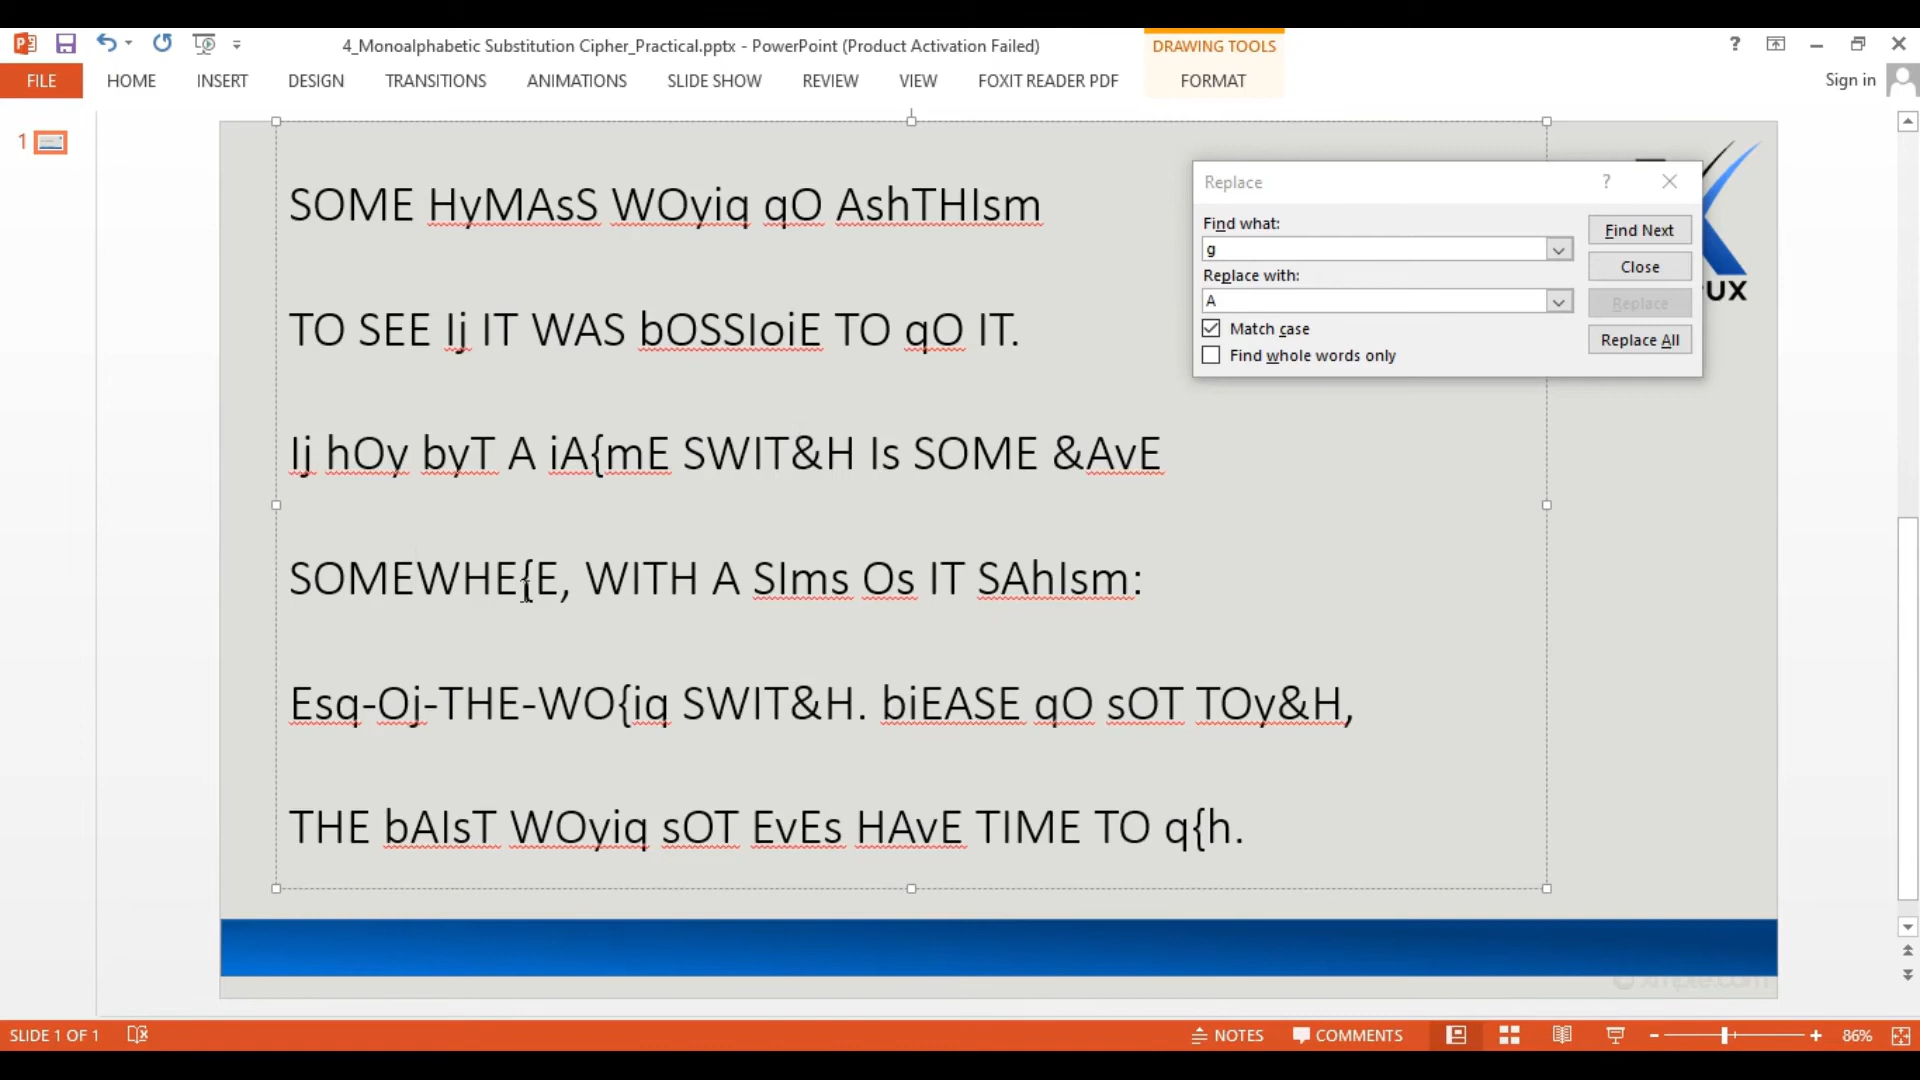 4_Monoalphabetic Substitution Cipher_Practical.pptx - PowerPoint (Product Activation Failed)
DRAWING TOOLS
FILE HOME INSERT DESIGN TRANSITIONS ANIMATIONS SLIDE SHOW REVIEW VIEW FOXIT READER PDF FORMAT Sign in
1
SOME HyMAsS WOyiq qO AshTHIsm
TO SEE Ij IT WAS bOSSIoiE TO qO IT.
Ij hOy byT A iA{mE SWIT&H Is SOME &AvE
SOMEWHE{E, WITH A SIms Os IT SAhIsm:
Esq-Oj-THE-WO{iq SWIT&H. biEASE qO sOT TOy&H,
THE bAIsT WOyiq sOT EvEs HAvE TIME TO q{h.
Replace
Find what:
g
Find Next
Replace with:
Close
A
Replace
Match case
Replace All
Find whole words only
UX
SLIDE 1 OF 1 NOTES COMMENTS 86%